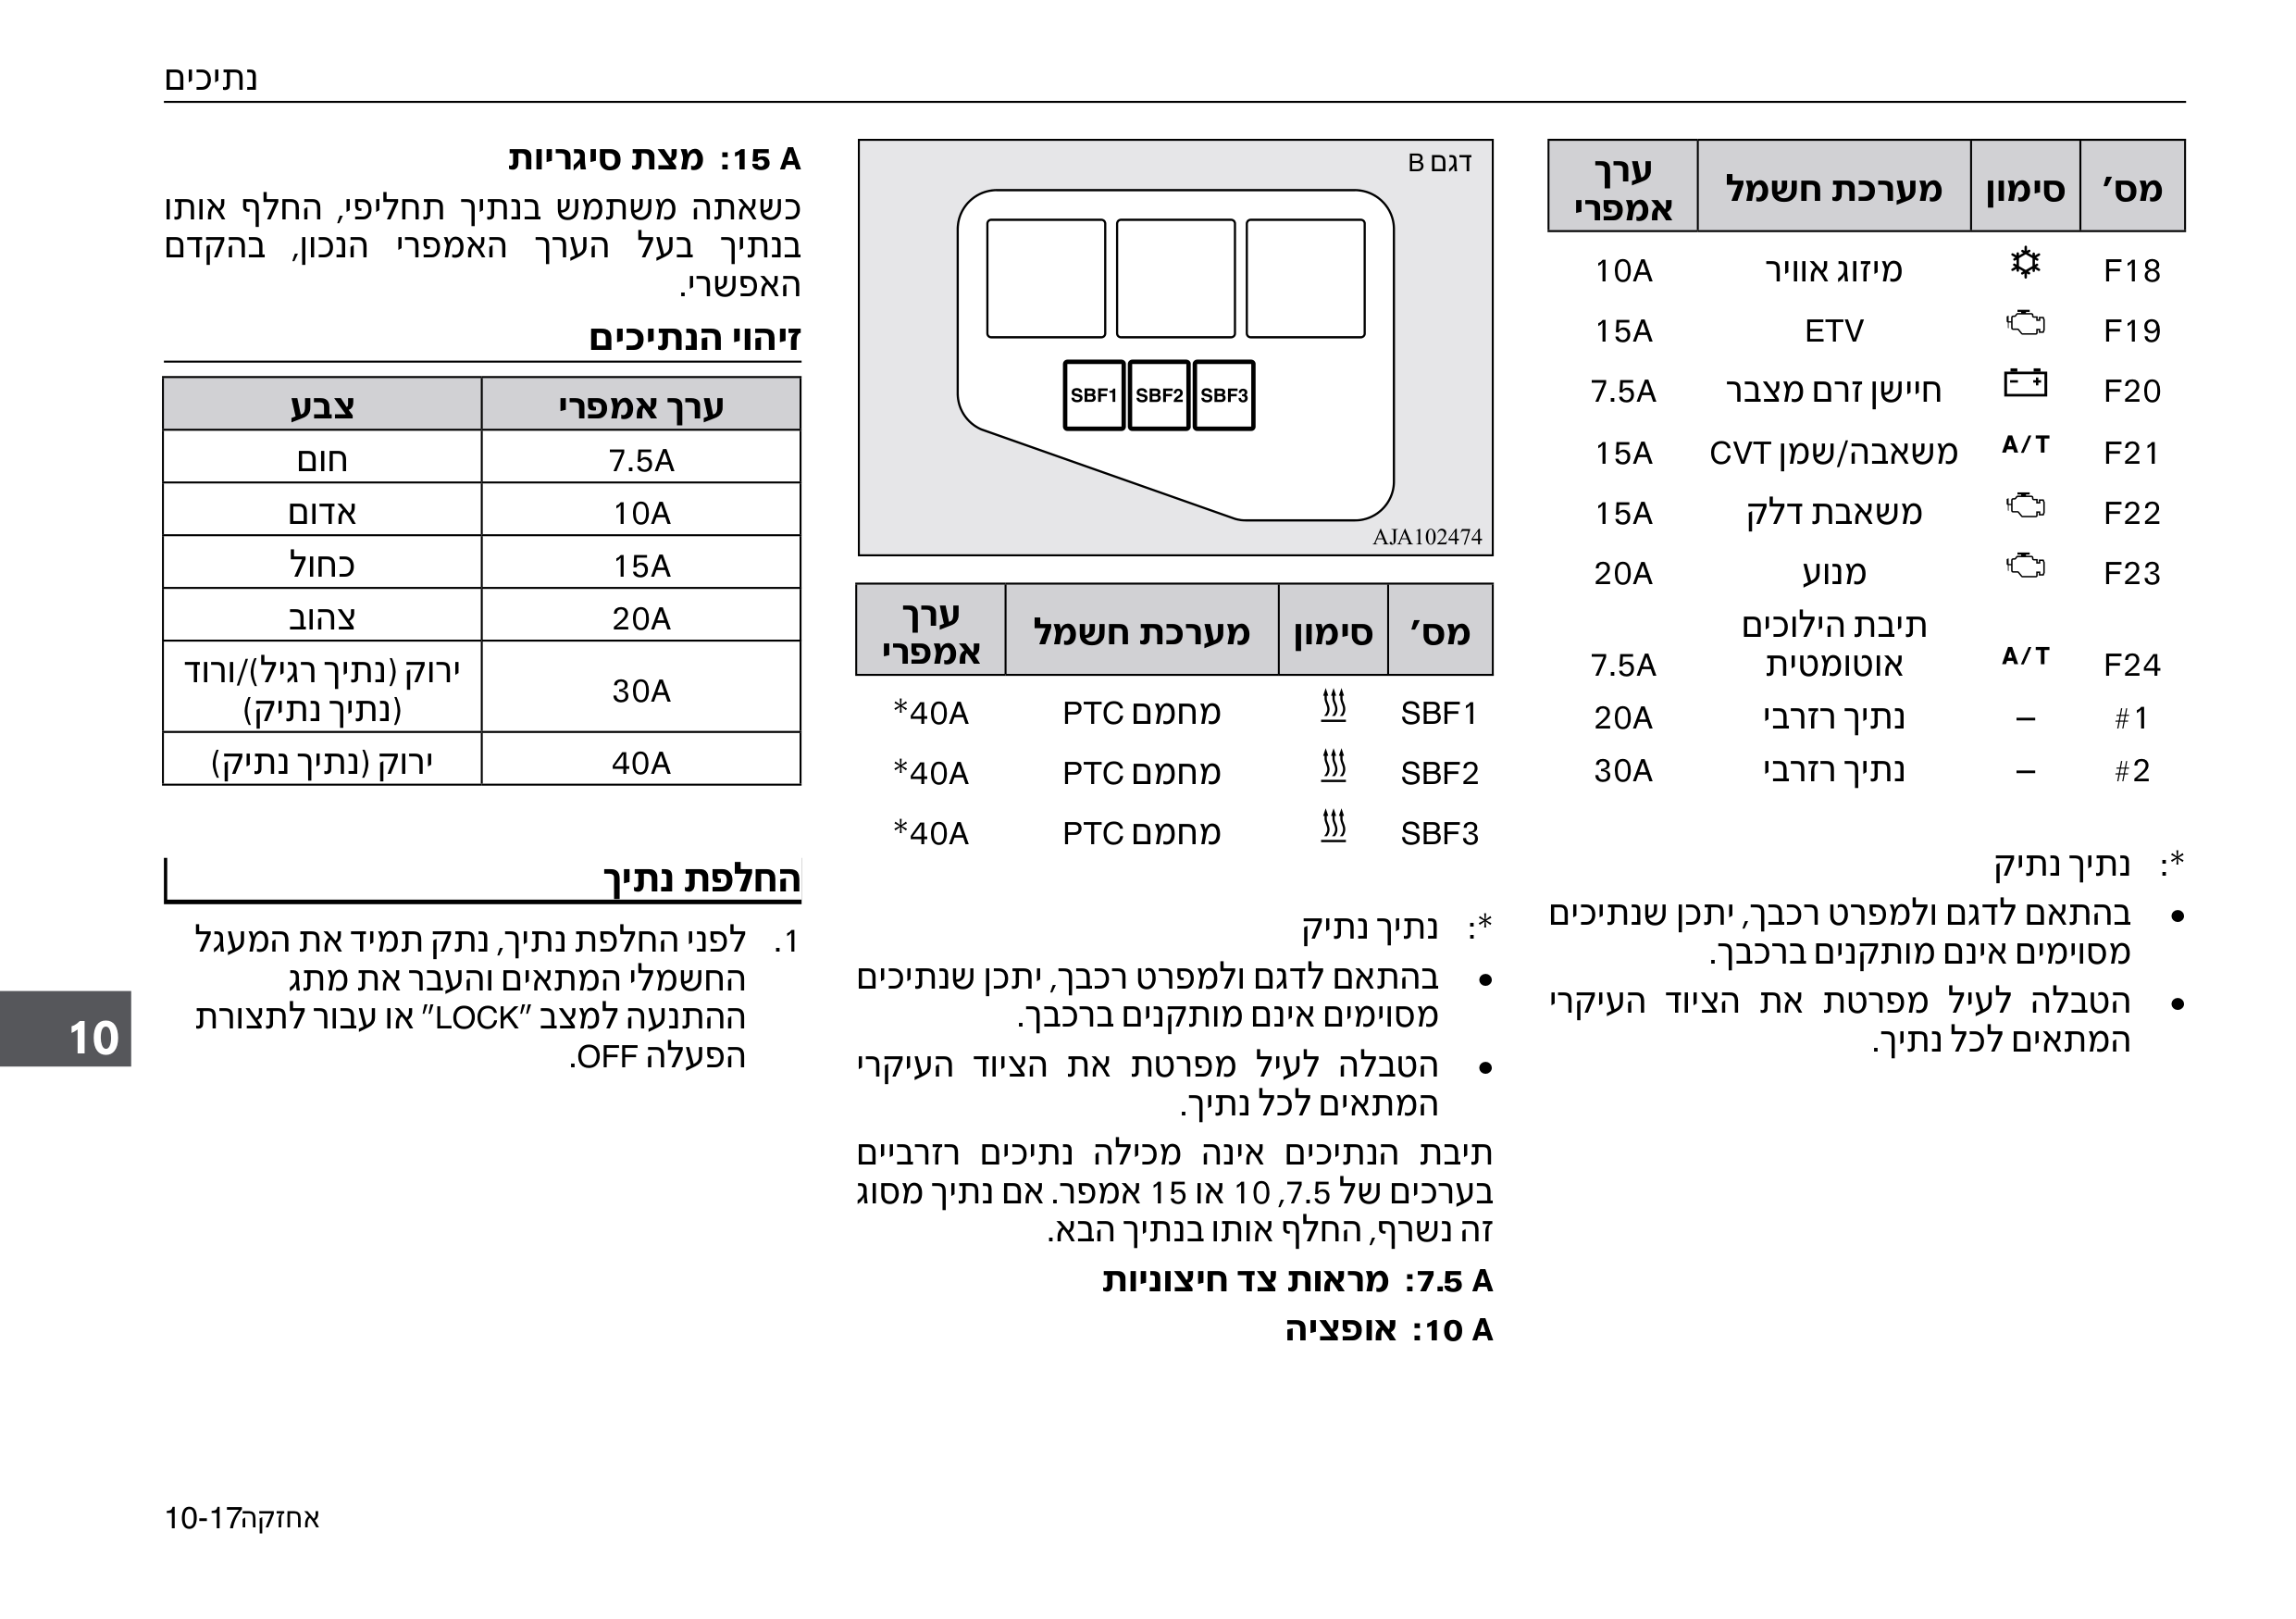 נתיכים
מס' סימון מערכת חשמל ערך אמפרי
F18 מיזוג אוויר 10A
F19 ETV 15A
F20 חיישן זרם מצבר 7.5A
F21 A/T משאבה/שמן CVT 15A
F22 משאבת דלק 15A
F23 מנוע 20A
תיבת הילוכים
F24 A/T אוטומטית 7.5A
#1 – נתיך רזרבי 20A
#2 – נתיך רזרבי 30A
*: נתיך נתיק
● בהתאם לדגם ולמפרט רכבך, יתכן שנתיכים
מסוימים אינם מותקנים ברכבך.
● הטבלה לעיל מפרטת את הציוד העיקרי
המתאים לכל נתיך.
דגם B
SBF1 SBF2 SBF3
AJA102474
מס' סימון מערכת חשמל ערך אמפרי
SBF1 מחמם PTC 40A*
SBF2 מחמם PTC 40A*
SBF3 מחמם PTC 40A*
*: נתיך נתיק
● בהתאם לדגם ולמפרט רכבך, יתכן שנתיכים
מסוימים אינם מותקנים ברכבך.
● הטבלה לעיל מפרטת את הציוד העיקרי
המתאים לכל נתיך.
תיבת הנתיכים אינה מכילה נתיכים רזרביים
בערכים של 7.5, 10 או 15 אמפר. אם נתיך מסוג
זה נשרף, החלף אותו בנתיך הבא.
7.5 A: מראות צד חיצוניות
10 A: אופציה
15 A: מצת סיגריות
כשאתה משתמש בנתיך תחליפי, החלף אותו
בנתיך בעל הערך האמפרי הנכון, בהקדם
האפשרי.
זיהוי הנתיכים
ערך אמפרי צבע
7.5A חום
10A אדום
15A כחול
20A צהוב
30A ירוק (נתיך רגיל)/ורוד
(נתיך נתיק)
40A ירוק (נתיך נתיק)
החלפת נתיך
1. לפני החלפת נתיך, נתק תמיד את המעגל
החשמלי המתאים והעבר את מתג
ההתנעה למצב "LOCK" או עבור לתצורת
הפעלה OFF.
10
אחזקה10-17